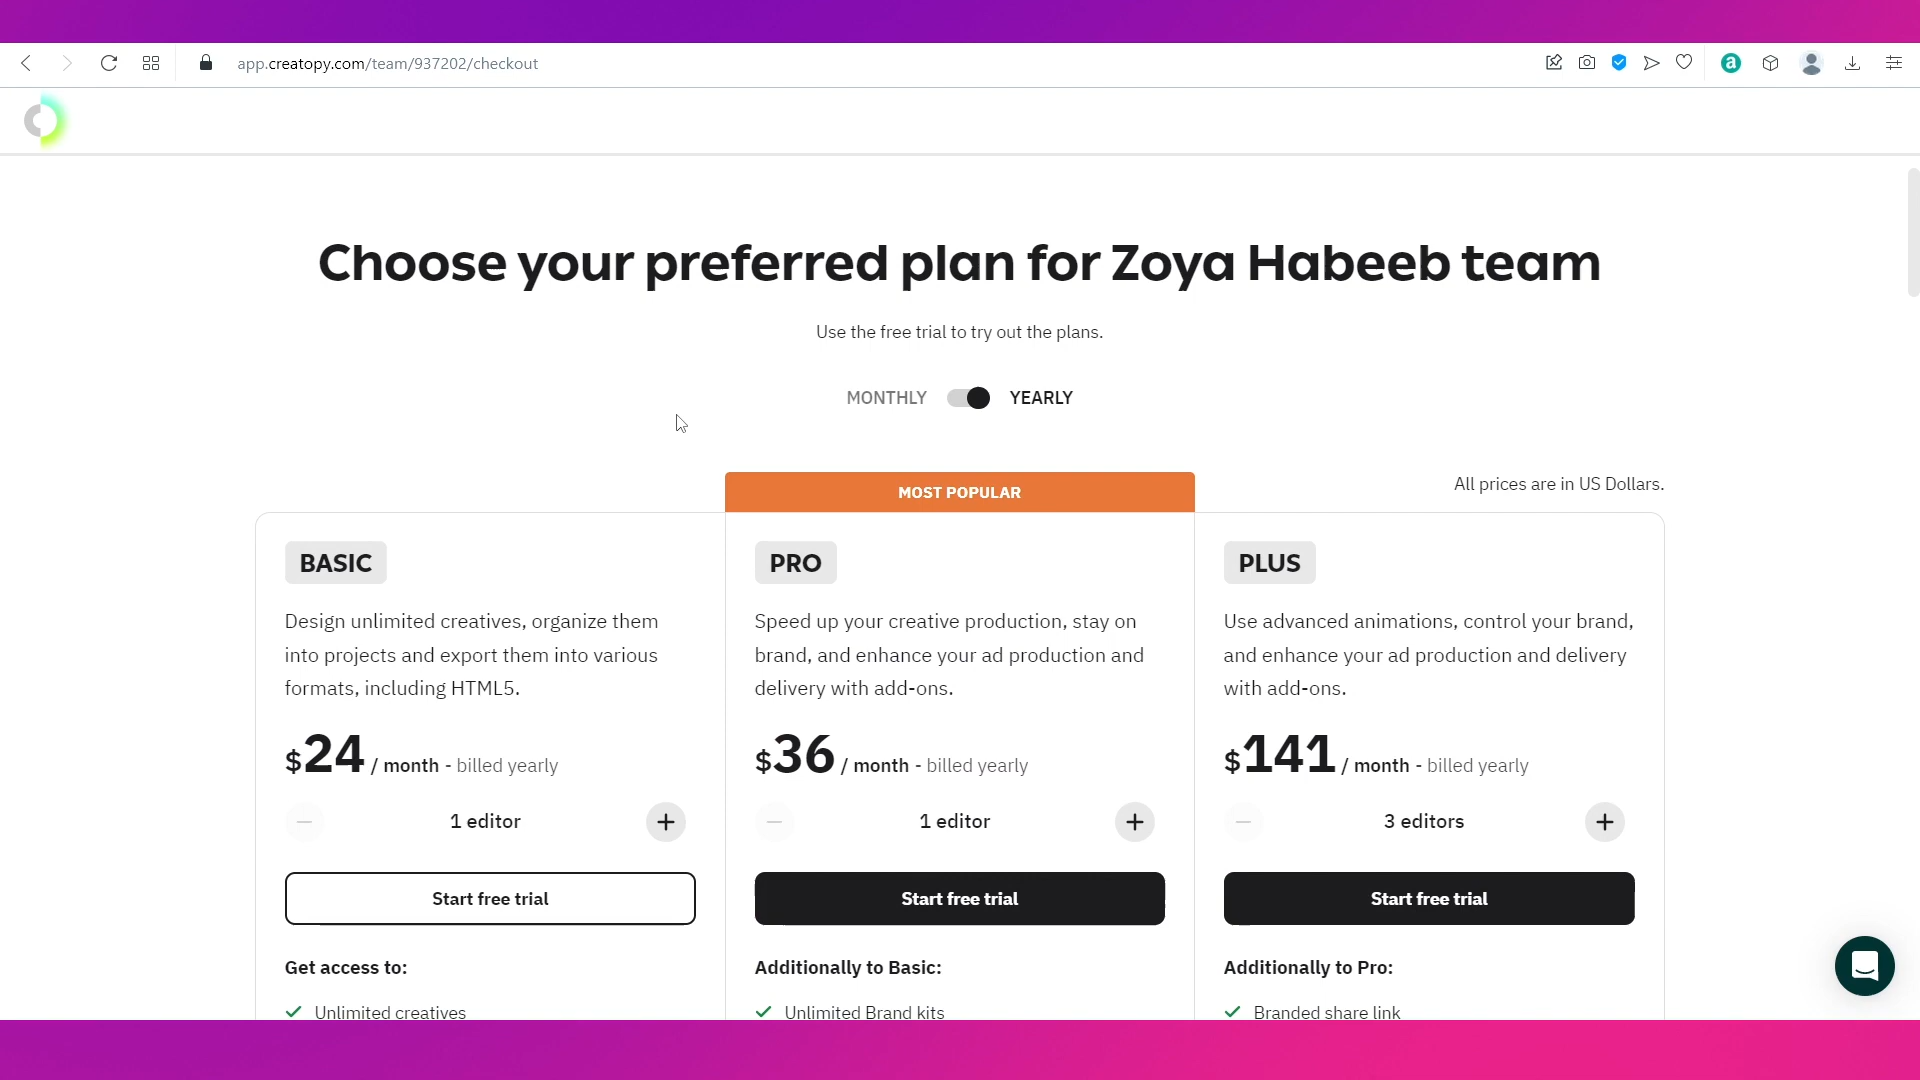 app.creatopy.com/team/937202/checkout
Choose your preferred plan for Zoya Habeeb team
Use the free trial to try out the plans.
MONTHLY YEARLY
MOST POPULAR
All prices are in US Dollars.
BASIC
Design unlimited creatives, organize them
into projects and export them into various
formats, including HTML5.
$24 / month - billed yearly
1 editor
Start free trial
Get access to:
Unlimited creatives
PRO
Speed up your creative production, stay on
brand, and enhance your ad production and
delivery with add-ons.
$36 / month - billed yearly
1 editor
Start free trial
Additionally to Basic:
Unlimited Brand kits
PLUS
Use advanced animations, control your brand,
and enhance your ad production and delivery
with add-ons.
$141 / month - billed yearly
3 editors
Start free trial
Additionally to Pro:
Branded share link